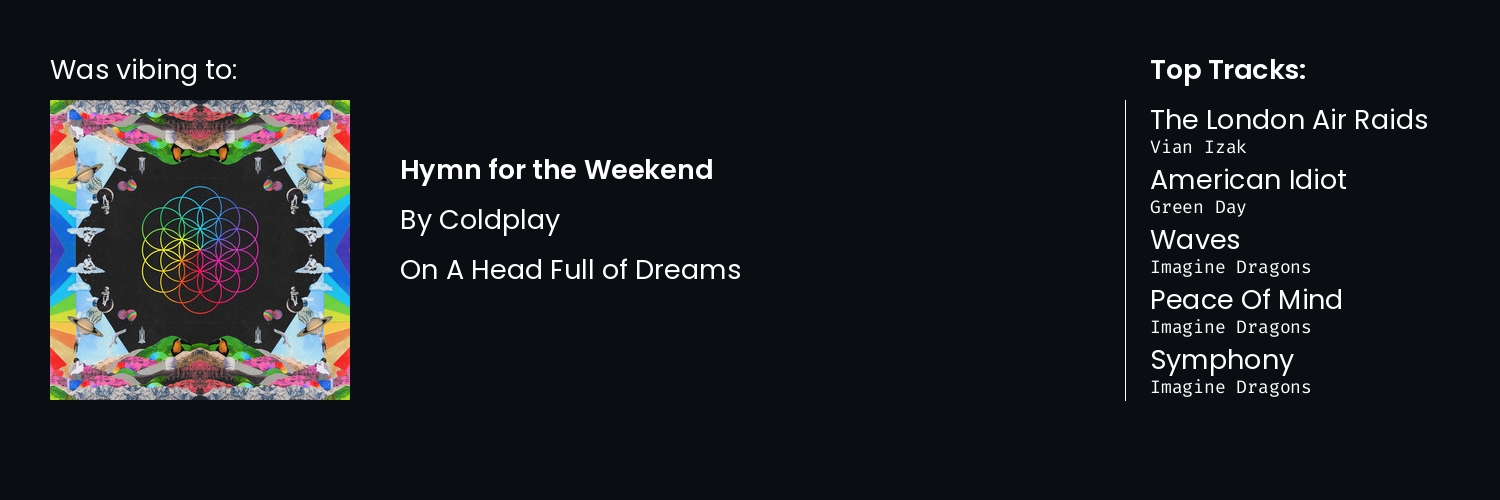 Was vibing to:
Hymn for the Weekend
By Coldplay
On A Head Full of Dreams
Top Tracks:
The London Air Raids
Vian Izak
American Idiot
Green Day
Waves
Imagine Dragons
Peace Of Mind
Imagine Dragons
Symphony
Imagine Dragons